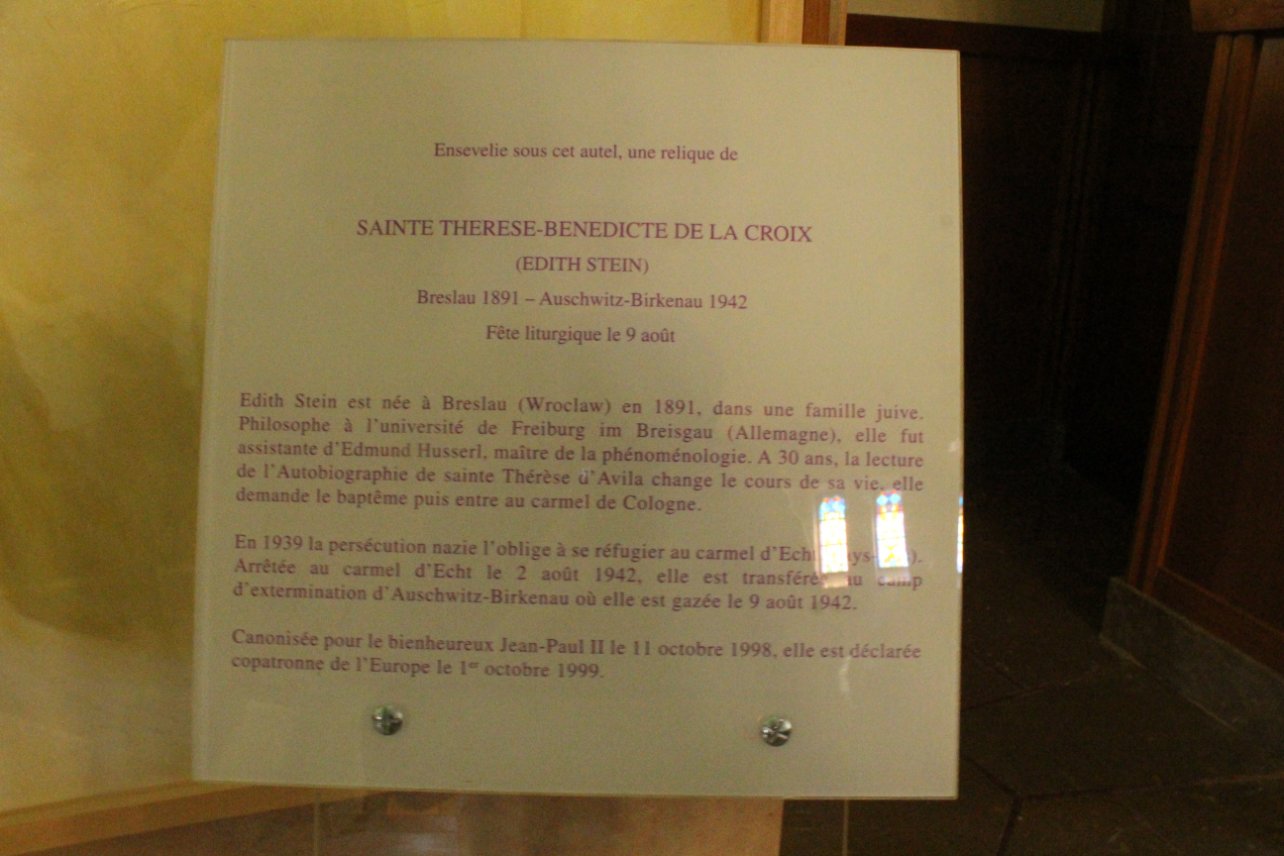 Ensevelie sous cet autel, une relique de
SAINTE THERESE-BENEDICTE DE LA CROIX
(EDITH STEIN)
Breslau 1891 – Auschwitz-Birkenau 1942
Fête liturgique le 9 août
Edith Stein est née à Breslau (Wroclaw) en 1891, dans une famille juive.
Philosophe à l'université de Freiburg im Breisgau (Allemagne), elle fut
assistante d'Edmund Husserl, maître de la phénoménologie. A 30 ans, la lecture
de l'Autobiographie de sainte Thérèse d'Avila change le cours de sa vie, elle
demande le baptême puis entre au carmel de Cologne.
En 1939 la persécution nazie l'oblige à se réfugier au carmel d'Echt
Arrêtée au carmel d'Echt le 2 août 1942, elle est transférée au camp
d'extermination d'Auschwitz-Birkenau où elle est gazée le 9 août 1942.
Canonisée pour le bienheureux Jean-Paul II le 11 octobre 1998, elle est déclarée
copatronne de l'Europe le 1er octobre 1999.